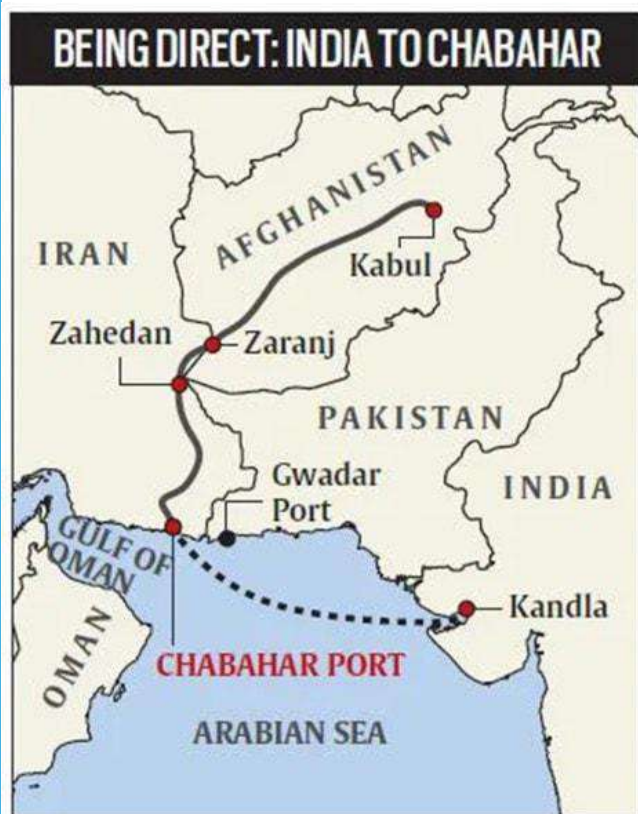 BEING DIRECT: INDIA TO CHABAHAR
AFGHANISTAN
IRAN
Kabul
Zahedan
Zaranj
PAKISTAN
Gwadar
Port
INDIA
GULF OF
OMAN
Kandla
OMAN
CHABAHAR PORT
ARABIAN SEA